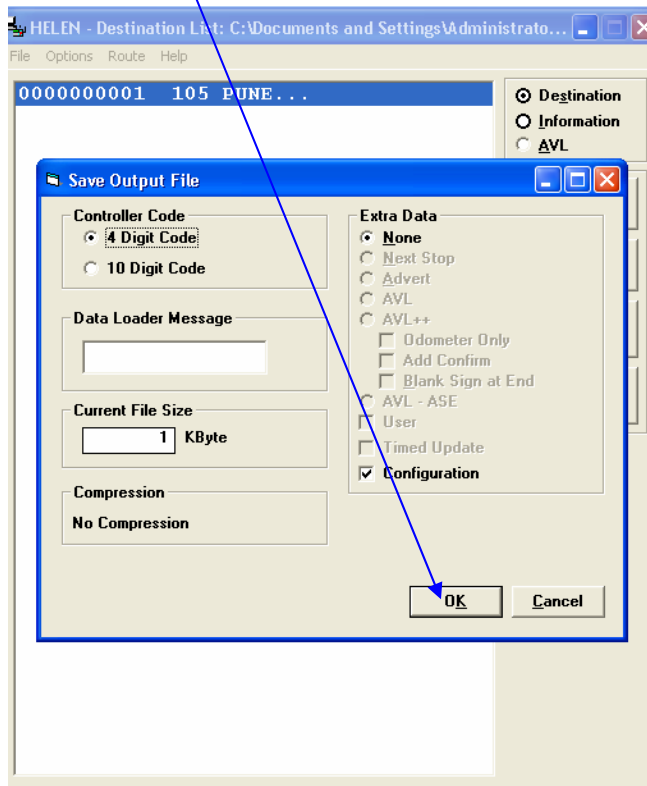 HELEN - Destination List: C:\Documents and Settings\Administrato...
File Options Route Help
0000000001 105 PUNE...
Destination
Information
AVL
Save Output File
Controller Code
4 Digit Code
10 Digit Code
Data Loader Message
Current File Size
1 KByte
Compression
No Compression
Extra Data
None
Next Stop
Advert
AVL
AVL++
Odometer Only
Add Confirm
Blank Sign at End
AVL - ASE
User
Timed Update
Configuration
OK
Cancel